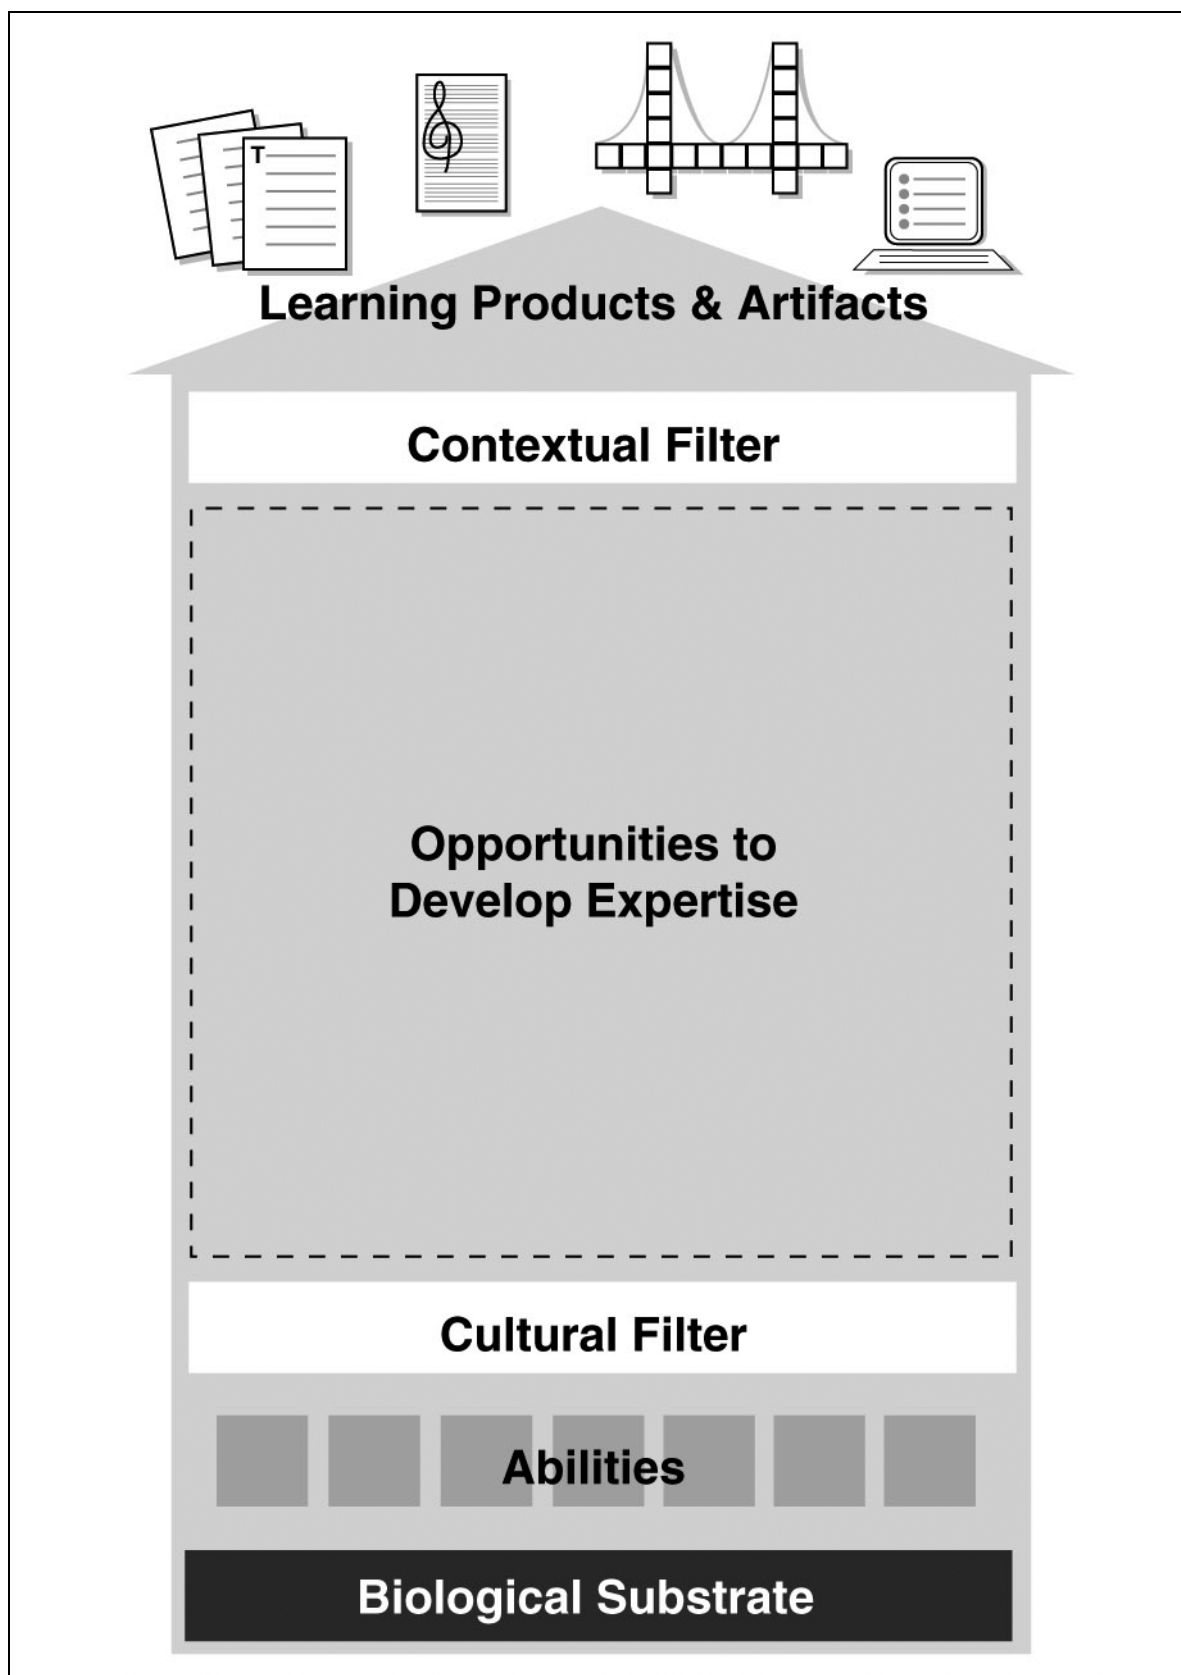 T
Learning Products & Artifacts
Contextual Filter
Opportunities to
Develop Expertise
Cultural Filter
Abilities
Biological Substrate